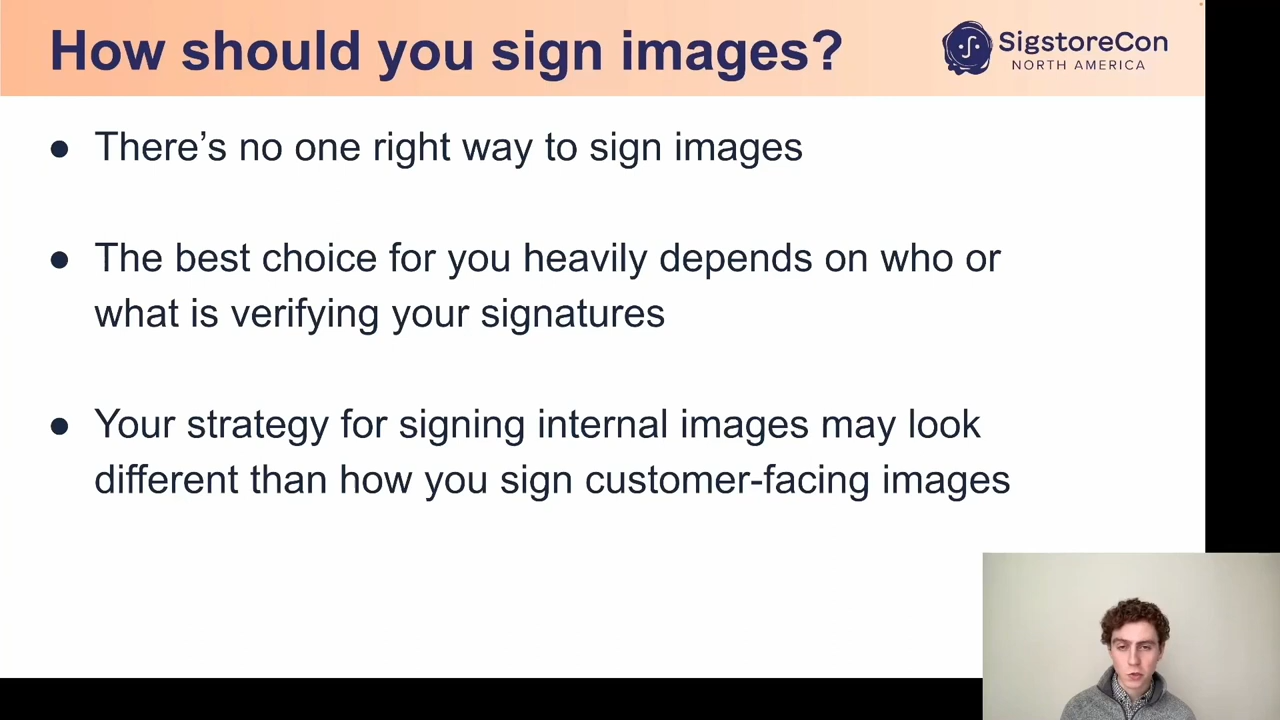 How should you sign images?
SigstoreCon
NORTH AMERICA
● There’s no one right way to sign images
● The best choice for you heavily depends on who or
what is verifying your signatures
● Your strategy for signing internal images may look
different than how you sign customer-facing images